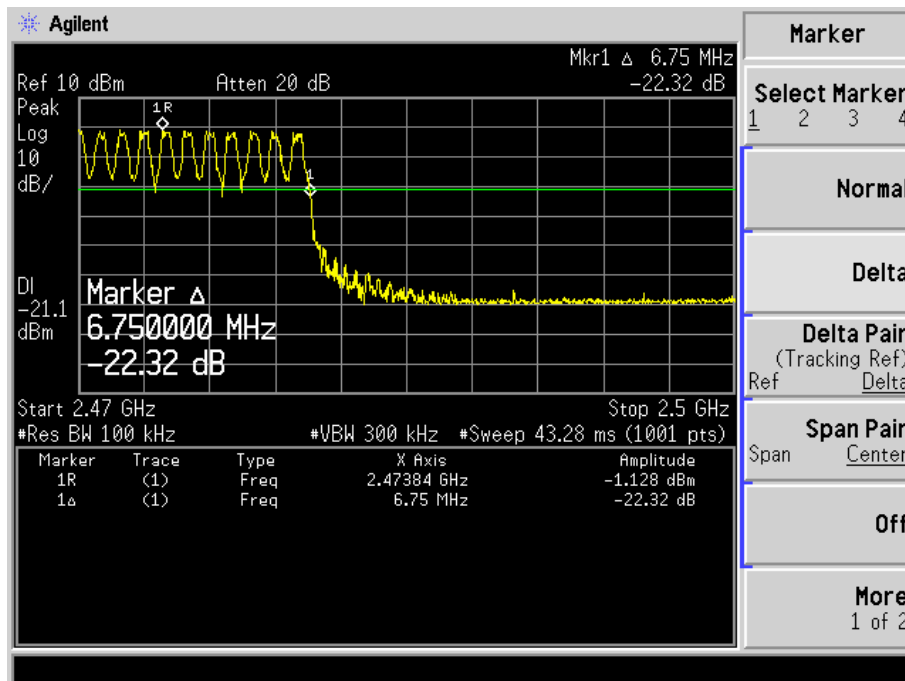 Agilent
Mkr1 Δ 6.75 MHz
Ref 10 dBm Atten 20 dB -22.32 dB
Peak
Log
10
dB/
1R
1
DI
-21.1
dBm
Marker Δ
6.750000 MHz
-22.32 dB
Start 2.47 GHz Stop 2.5 GHz
#Res BW 100 kHz #VBW 300 kHz #Sweep 43.28 ms (1001 pts)
Marker Trace Type X Axis Amplitude
1R (1) Freq 2.47384 GHz -1.128 dBm
1Δ (1) Freq 6.75 MHz -22.32 dB
Marker
Select Marker
1 2 3 4
Normal
Delta
Delta Pair
(Tracking Ref)
Ref Delta
Span Pair
Span Center
Off
More
1 of 2